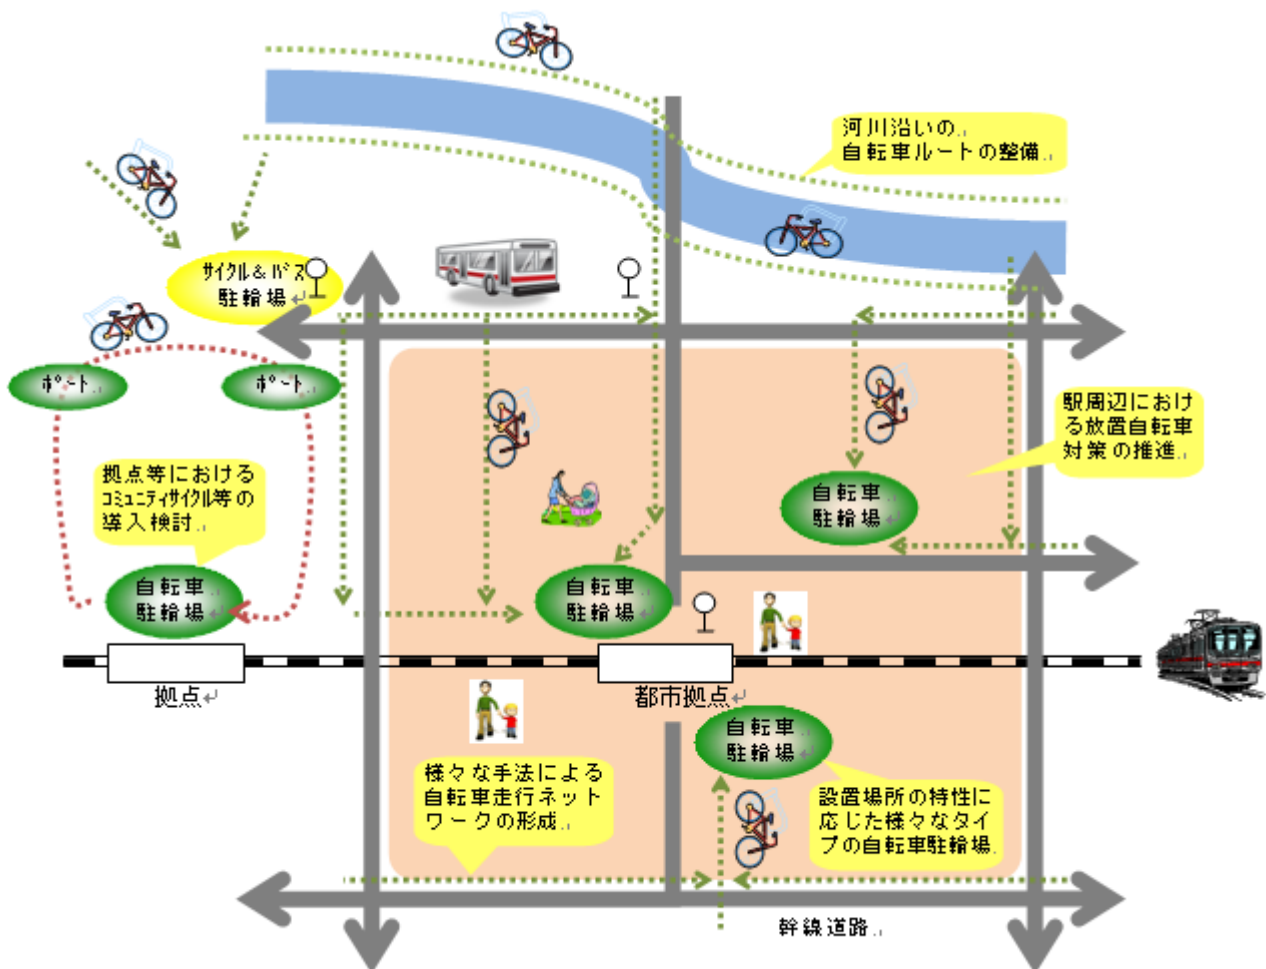 河川沿いの
自転車ルートの整備
ｻｲｸﾙ＆ﾊﾞｽ
駐輪場
ﾎﾟｰﾄ
ﾎﾟｰﾄ
駅周辺におけ
る放置自転車
対策の推進
拠点等における
ｺﾐｭﾆﾃｨｻｲｸﾙ等の
導入検討
自転車
駐輪場
自転車
駐輪場
自転車
駐輪場
拠点
都市拠点
自転車
駐輪場
様々な手法による
自転車走行ネット
ワークの形成
設置場所の特性に
応じた様々なタイ
プの自転車駐輪場
幹線道路